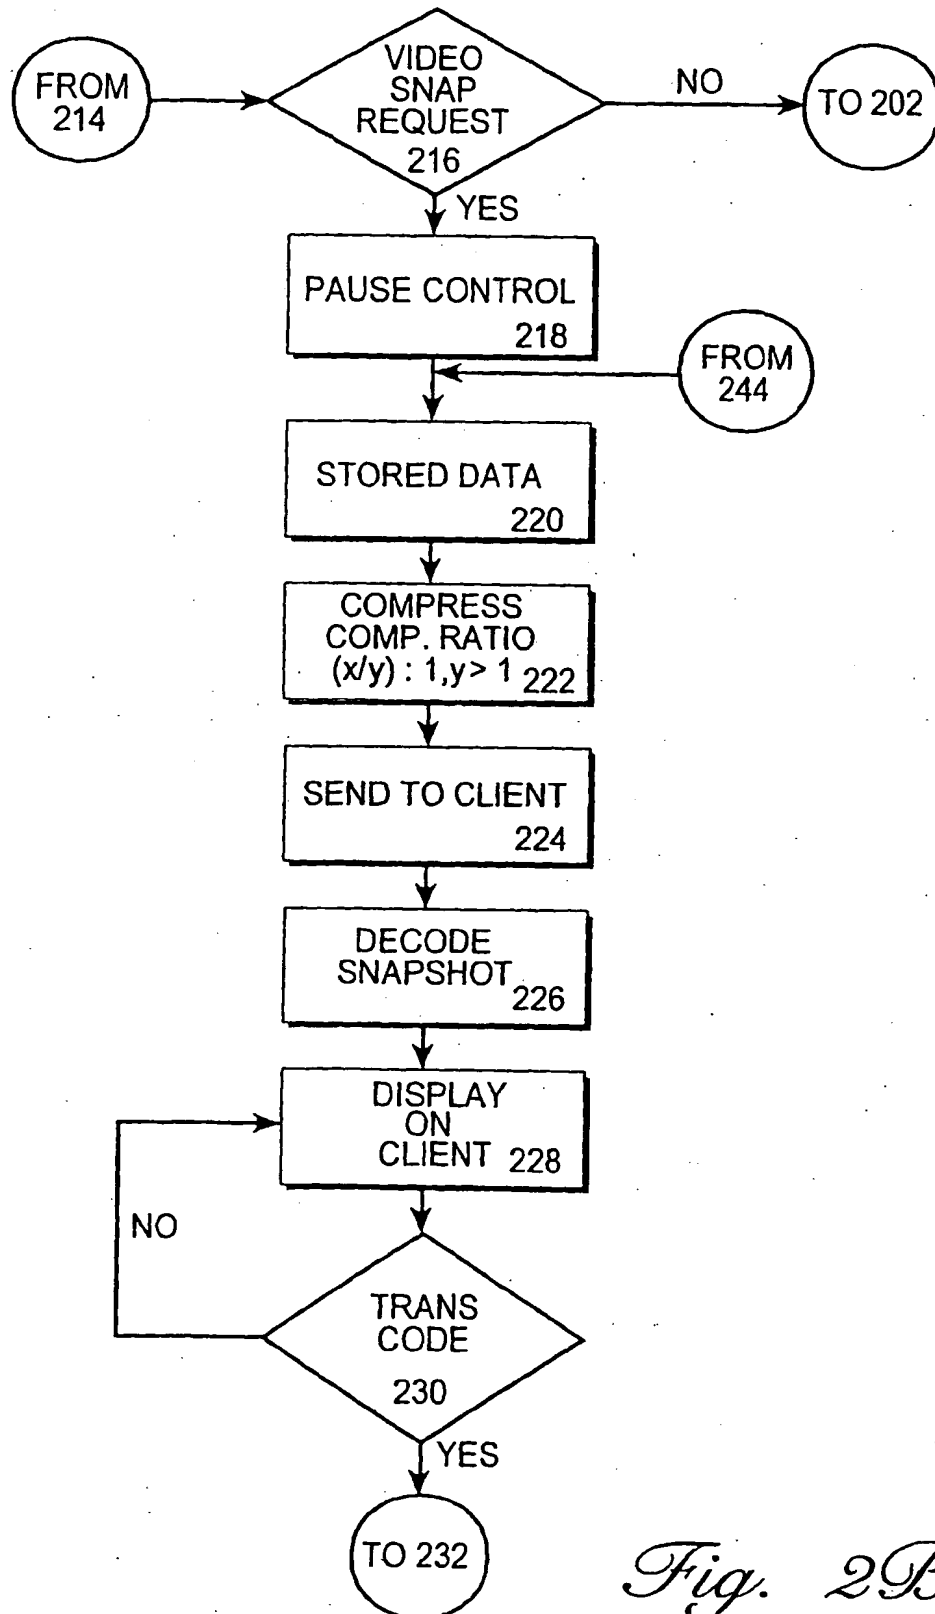 FROM
214
VIDEO
SNAP
REQUEST
216
NO
TO 202
YES
PAUSE CONTROL
218
FROM
244
STORED DATA
220
COMPRESS
COMP. RATIO
(x/y) : 1,y> 1
222
SEND TO CLIENT
224
DECODE
SNAPSHOT
226
DISPLAY
ON
CLIENT 228
NO
TRANS
CODE
230
YES
TO 232
Fig. 2B